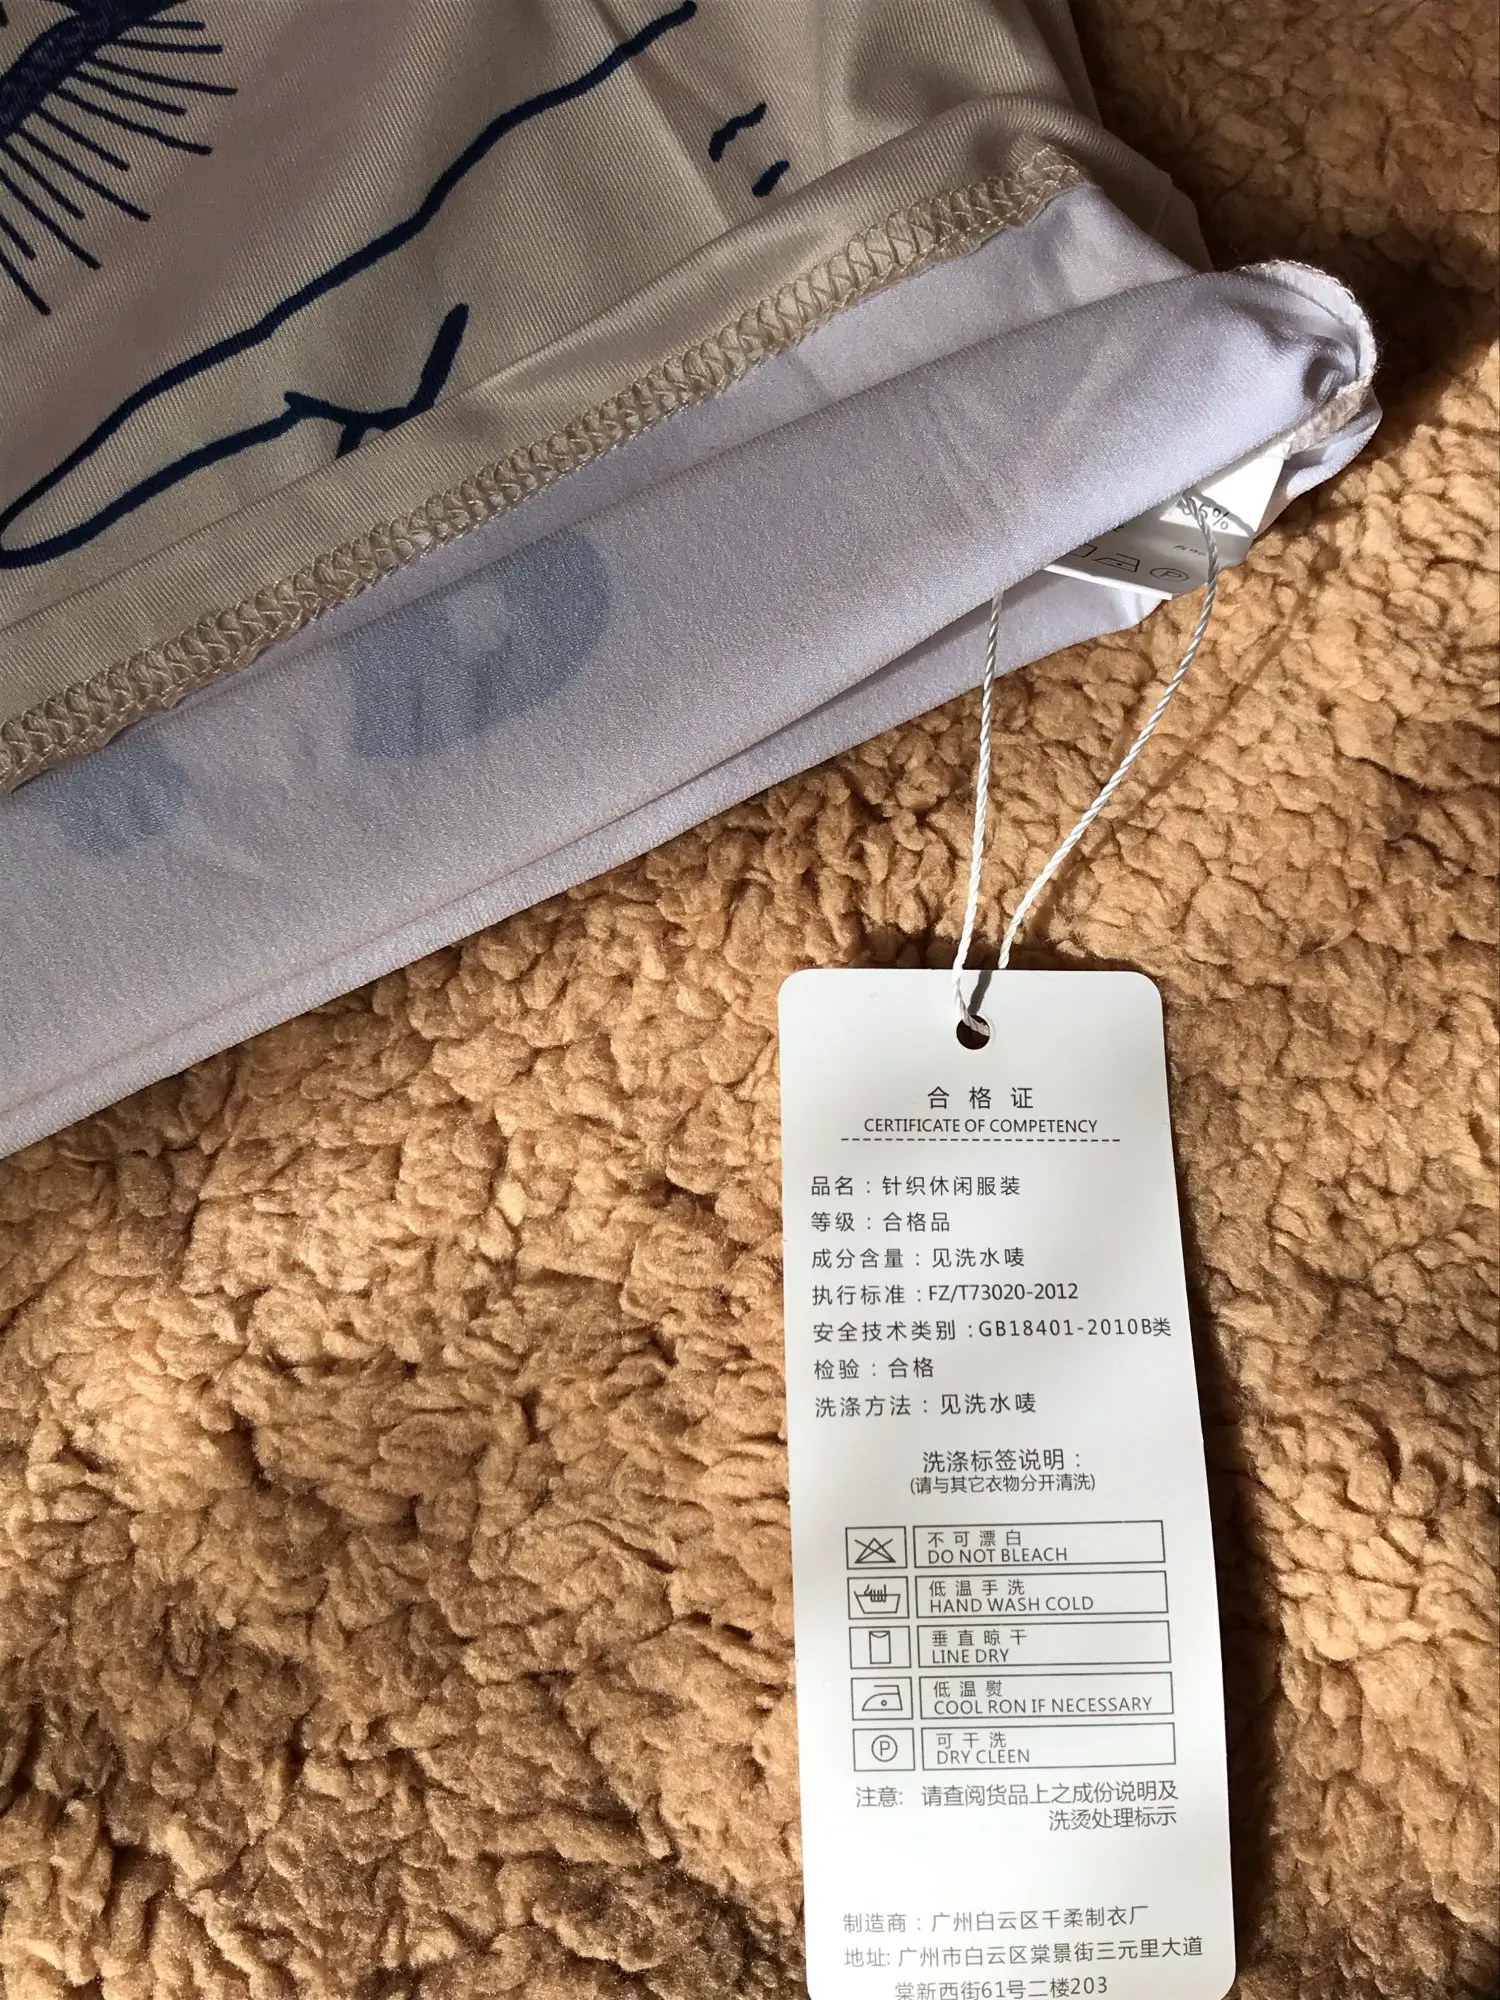 合格证
CERTIFICATE OF COMPETENCY
品名：针织休闲服装
等级：合格品
成分含量：见洗水唛
执行标准：FZ/T73020-2012
安全技术类别：GB18401-2010B类
检验：合格
洗涤方法：见洗水唛
洗涤标签说明：
(请与其它衣物分开清洗)
不可漂白
DO NOT BLEACH
低温手洗
HAND WASH COLD
垂直晾干
LINE DRY
低温熨
COOL RON IF NECESSARY
P
可干洗
DRY CLEEN
注意: 请查阅货品上之成份说明及
洗烫处理标示
制造商：广州白云区千柔制衣厂
地址: 广州市白云区棠景街三元里大道
棠新西街61号二楼203